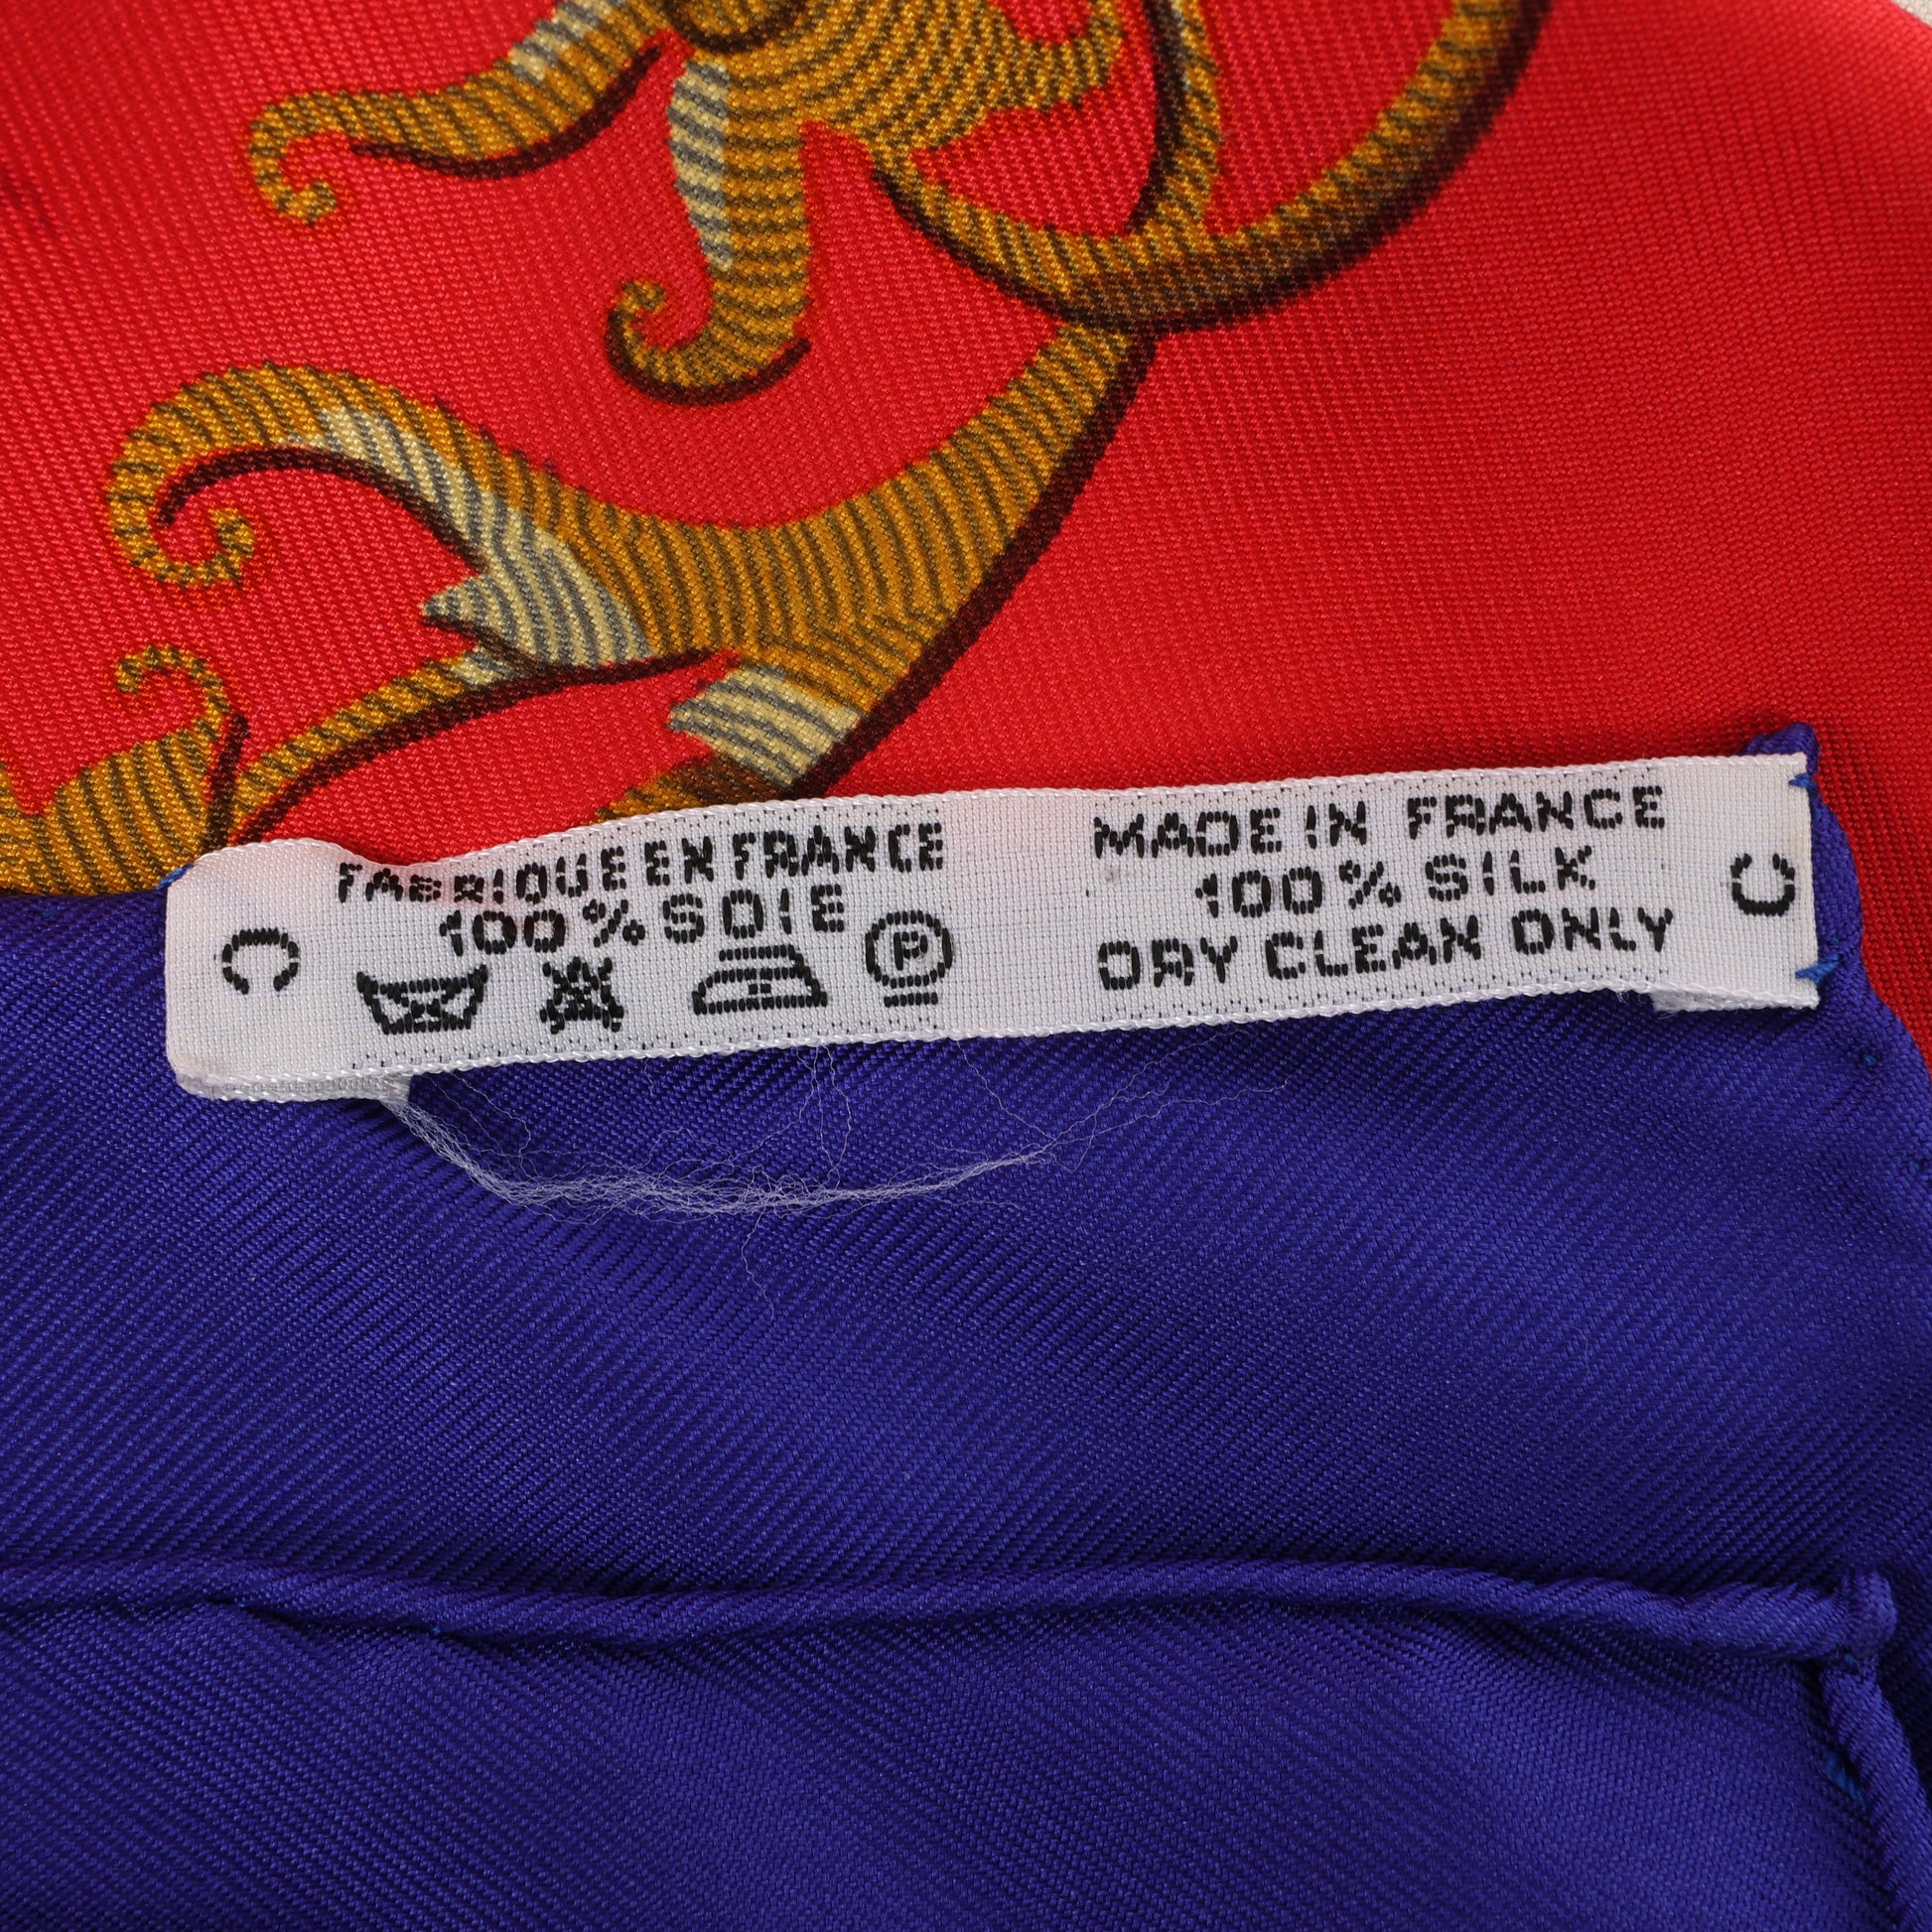 C
FABRIQUE EN FRANCE
100% SOIE
P
MADE IN FRANCE
100% SILK
DRY CLEAN ONLY
C